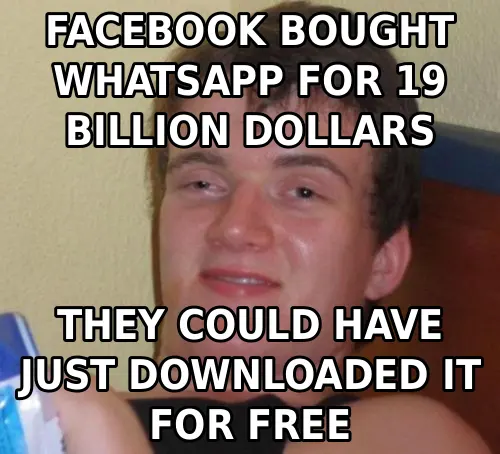 FACEBOOK BOUGHT
WHATSAPP FOR 19
BILLION DOLLARS
THEY COULD HAVE
JUST DOWNLOADED IT
FOR FREE